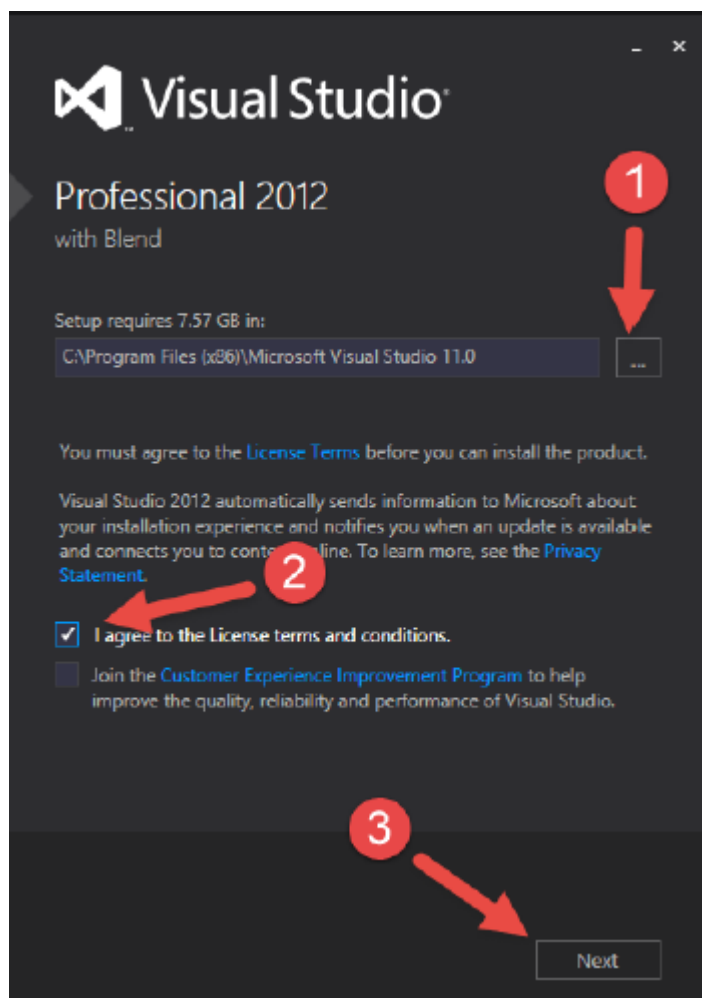 Visual Studio
Professional 2012
1
with Blend
Setup requires 7.57 GB in:
C:\Program Files (x86)\Microsoft Visual Studio 11.0
...
You must agree to the License Terms before you can install the product.
Visual Studio 2012 automatically sends information to Microsoft about
your installation experience and notifies you when an update is available
and connects you to line. To learn more, see the Privacy
Statement.
2
I agree to the License terms and conditions.
Join the Customer Experience Improvement Program to help
improve the quality, reliability and performance of Visual Studio.
3
Next